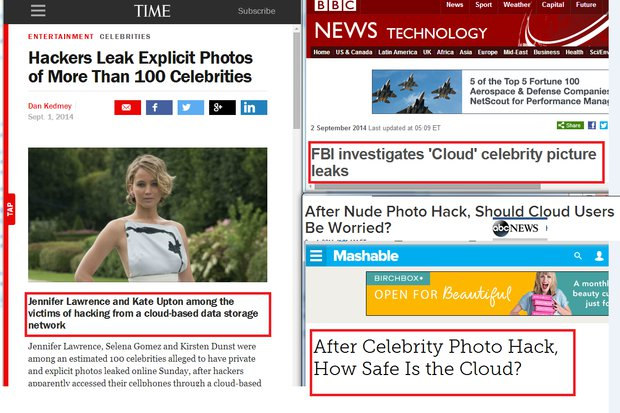 TIME
Subscribe
ENTERTAINMENT CELEBRITIES
Hackers Leak Explicit Photos
of More Than 100 Celebrities
Dan Kedmey
Sept. 1, 2014
TAP
Jennifer Lawrence and Kate Upton among the
victims of hacking from a cloud-based data storage
network
Jennifer Lawrence, Selena Gomez and Kirsten Dunst were
among an estimated 100 celebrities alleged to have private
and explicit photos leaked online Sunday, after hackers
apparently accessed their cellphones through a cloud-based
BBC
News Sport Weather Capital Future
NEWS TECHNOLOGY
Home US & Canada Latin America UK Africa Asia Europe Mid-East Business Health Sci/Env
5 of the Top 5 Fortune 100
Aerospace & Defense Companies
NetScout for Performance Manag
2 September 2014 Last updated at 05:09 ET
Share
FBI investigates 'Cloud' celebrity picture
leaks
After Nude Photo Hack, Should Cloud Users
Be Worried?
abc NEWS
Mashable
BIRCHBOX+
OPEN FOR Beautiful
A month
beauty cu
just for
After Celebrity Photo Hack,
How Safe Is the Cloud?